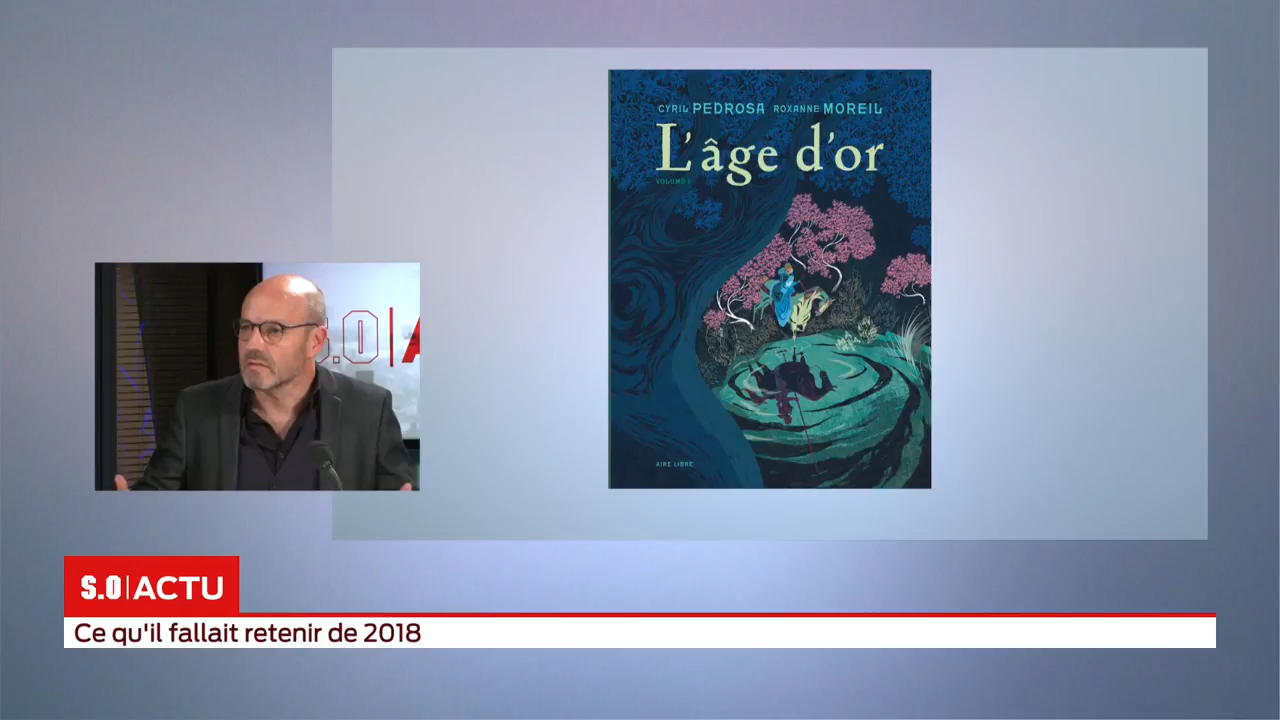 CYRIL PEDROSA ROXANNE MOREIL
L'âge d'or
VOLUME 1
AIRE LIBRE
S.O|A
S.O|ACTU
Ce qu'il fallait retenir de 2018